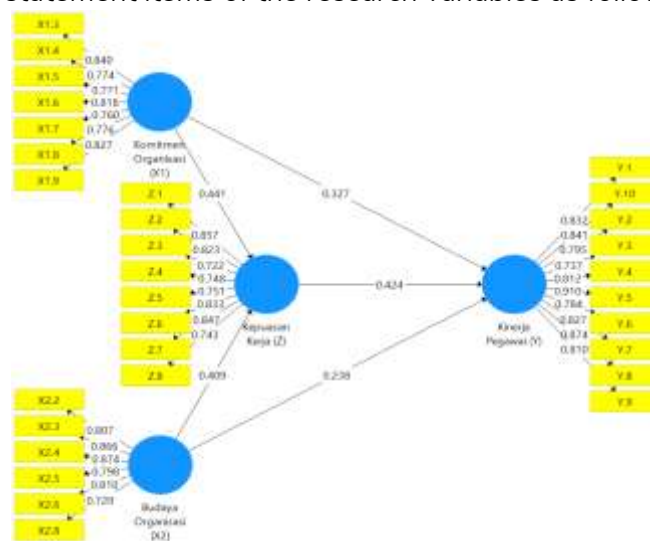 statement items of the research variables as follow
X1.3
X1.4
X1.5
X1.6
X1.7
X1.8
X1.9
0.840
0.774
0.771
0.818
0.760
0.776
0.827
Komitmen
Organisasi
(X1)
0.441
0.327
Z.1
Z.2
Z.3
Z.4
Z.5
Z.6
Z.7
Z.8
0.857
0.823
0.722
0.748
0.751
0.833
0.847
0.743
Kepuasan
Kerja (Z)
0.424
0.409
0.238
X2.2
X2.3
X2.4
X2.5
X2.6
X2.8
0.807
0.866
0.874
0.798
0.810
0.729
Budaya
Organisasi
(X2)
Y.1
Y.10
Y.2
Y.3
Y.4
Y.5
Y.6
Y.7
Y.8
Y.9
0.832
0.841
0.795
0.737
0.812
0.910
0.784
0.827
0.874
0.810
Kinerja
Pegawai (Y)